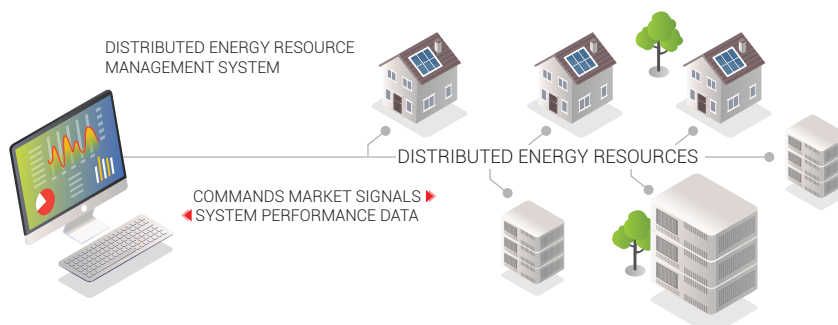 DISTRIBUTED ENERGY RESOURCE
MANAGEMENT SYSTEM
DISTRIBUTED ENERGY RESOURCES
COMMANDS MARKET SIGNALS
SYSTEM PERFORMANCE DATA